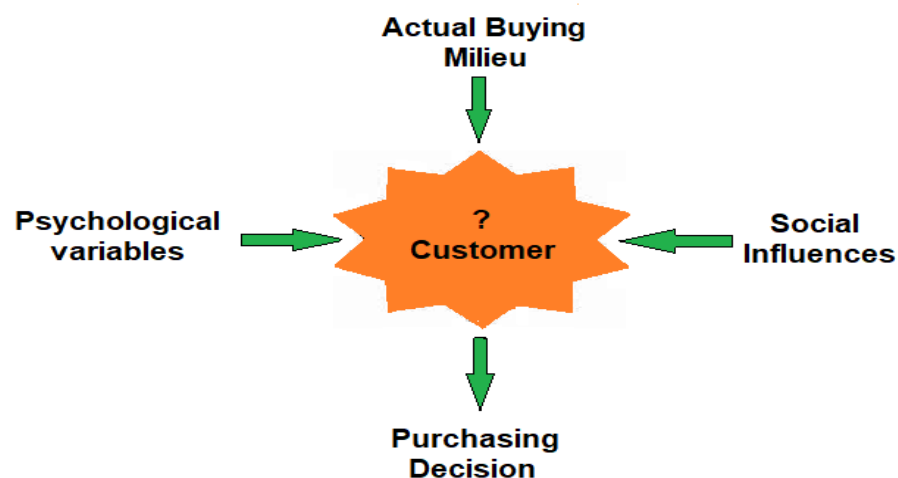 Actual Buying
Milieu
Psychological
variables
?
Customer
Social
Influences
Purchasing
Decision